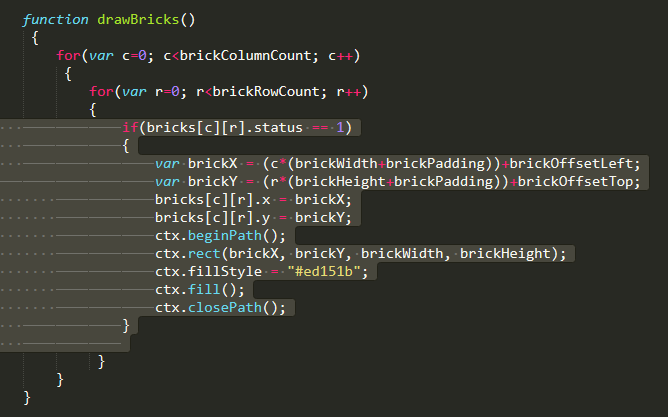 function drawBricks()
{
for(var c=0; c<brickColumnCount; c++)
{
for(var r=0; r<brickRowCount; r++)
{
if(bricks[c][r].status == 1)
{
var brickX = (c*(brickWidth+brickPadding))+brickOffsetLeft;
var brickY = (r*(brickHeight+brickPadding))+brickOffsetTop;
bricks[c][r].x = brickX;
bricks[c][r].y = brickY;
ctx.beginPath();
ctx.rect(brickX, brickY, brickWidth, brickHeight);
ctx.fillStyle = "#ed151b";
ctx.fill();
ctx.closePath();
}
}
}
}